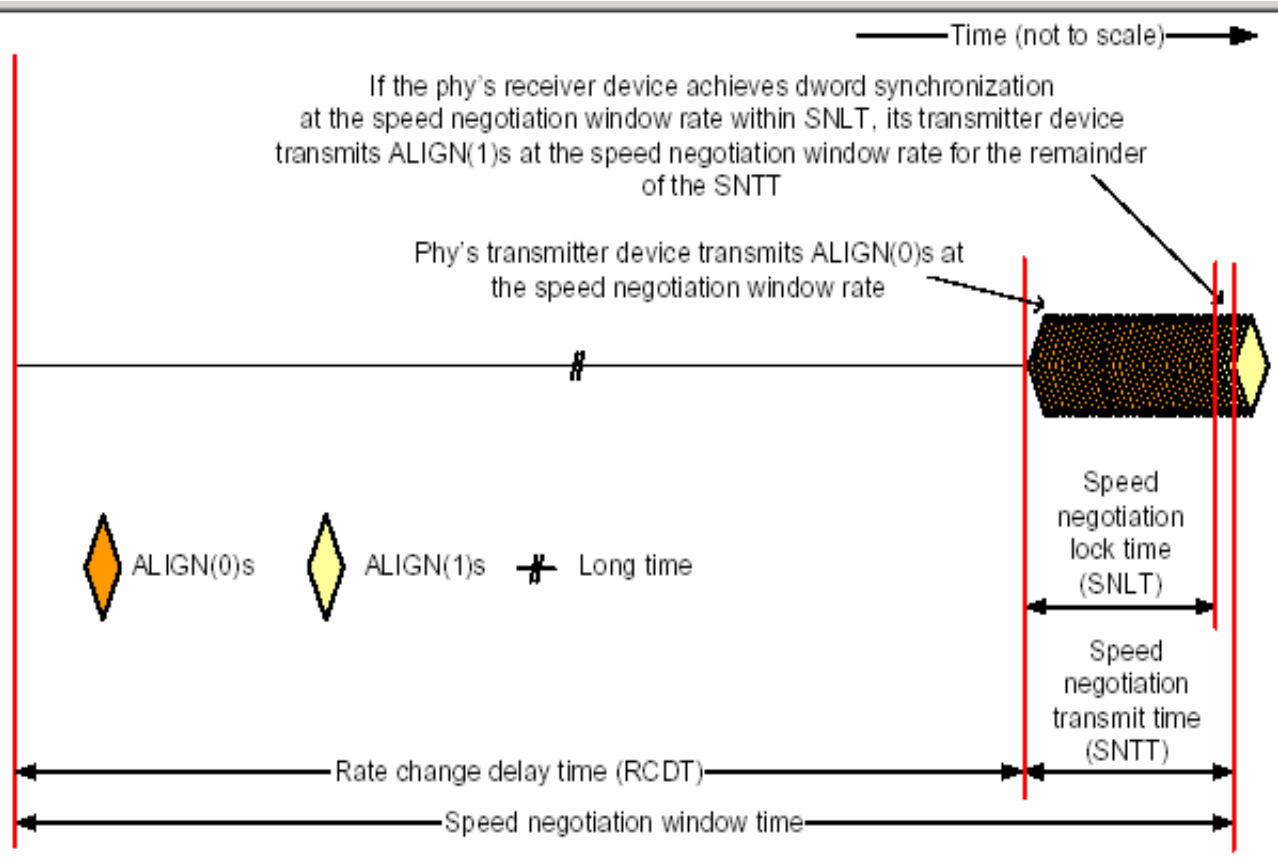 Time (not to scale)
If the phy's receiver device achieves dword synchronization
at the speed negotiation window rate within SNLT, its transmitter device
transmits ALIGN(1)s at the speed negotiation window rate for the remainder
of the SNTT
Phy's transmitter device transmits ALIGN(0)s at
the speed negotiation window rate
ALIGN(0)s
ALIGN(1)s
Long time
Speed
negotiation
lock time
(SNLT)
Speed
negotiation
transmit time
(SNTT)
Rate change delay time (RCDT)
Speed negotiation window time